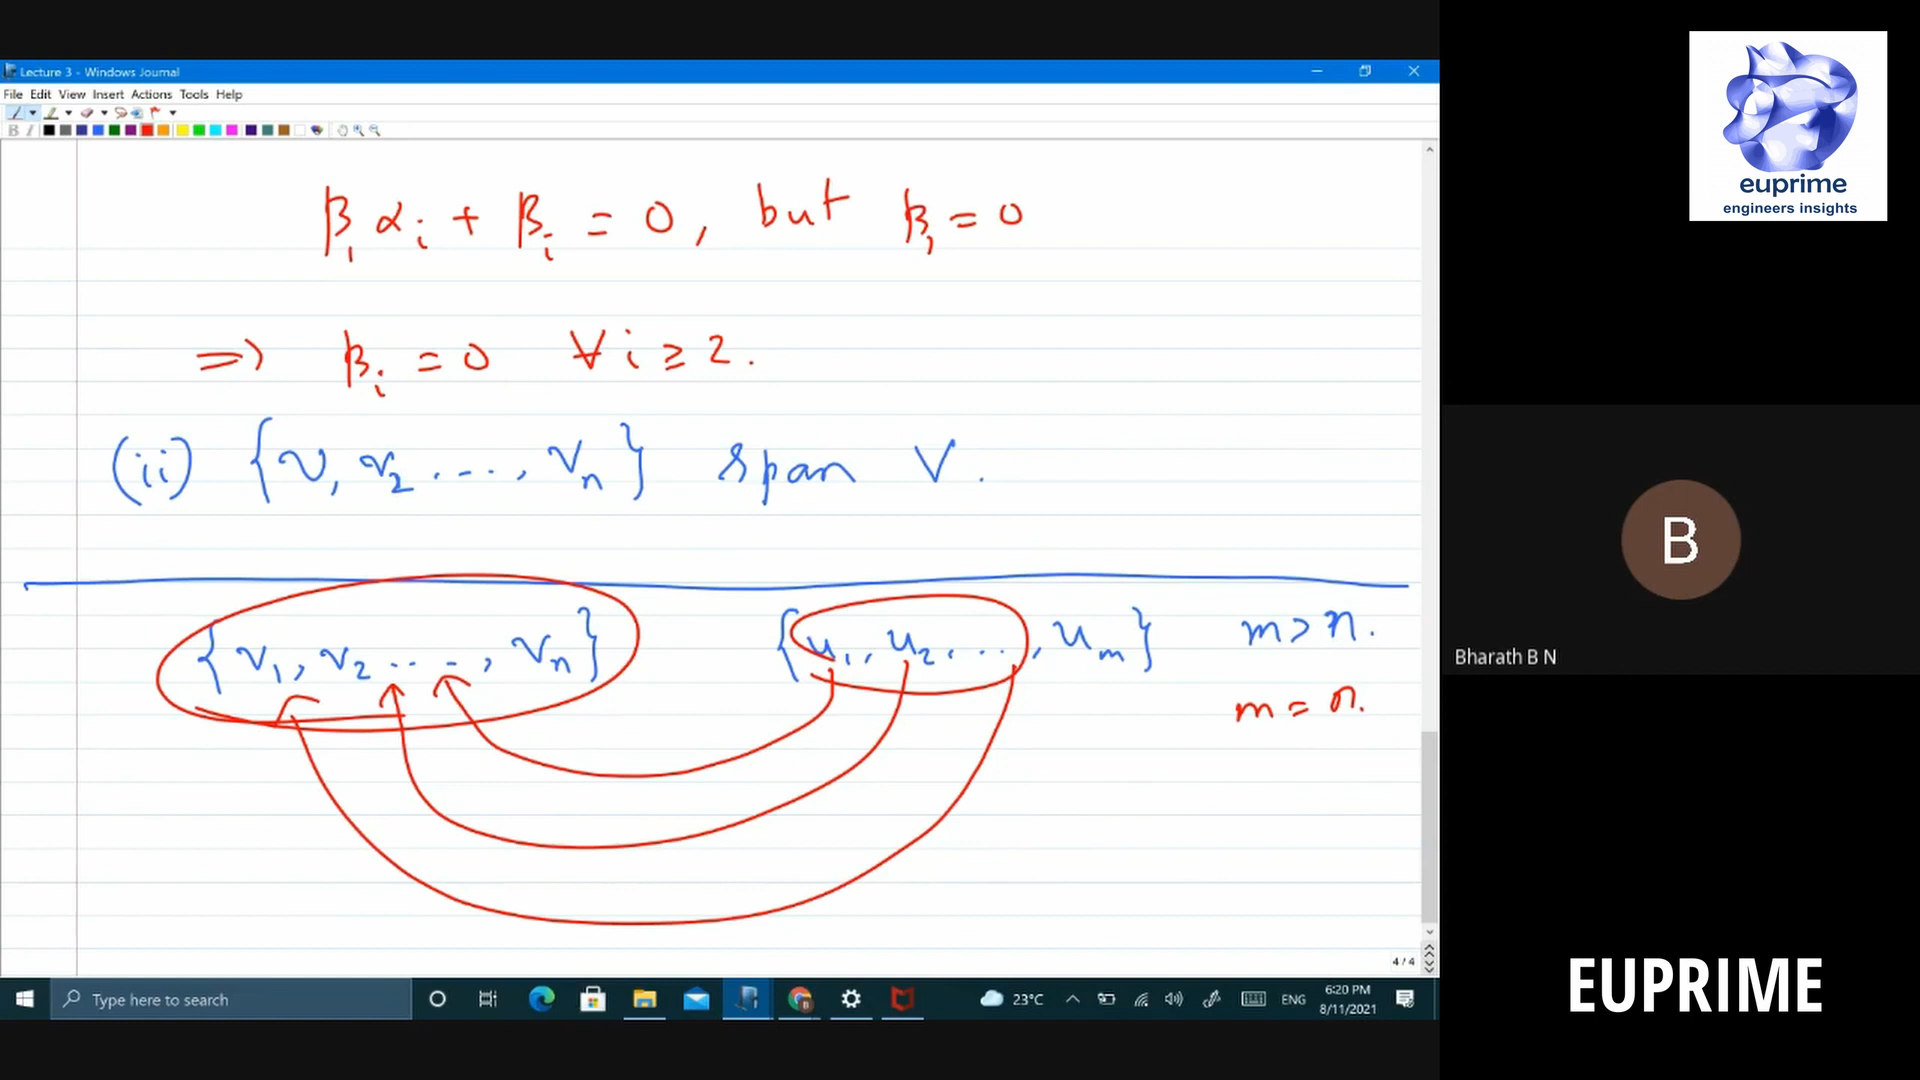 Lecture 3 - Windows Journal
File Edit View Insert Actions Tools Help
B I
β₁ αᵢ + βᵢ = 0, but β₁ = 0
⇒ βᵢ = 0 ∀ i ≥ 2.
(ii) {v, v₂ ...., vₙ} span V.
{v₁, v₂ ...., vₙ} {u₁, u₂, ..., uₘ} m > n.
m = n.
4 / 4
Type here to search
23°C
ENG
6:20 PM
8/11/2021
euprime
engineers insights
B
Bharath B N
EUPRIME